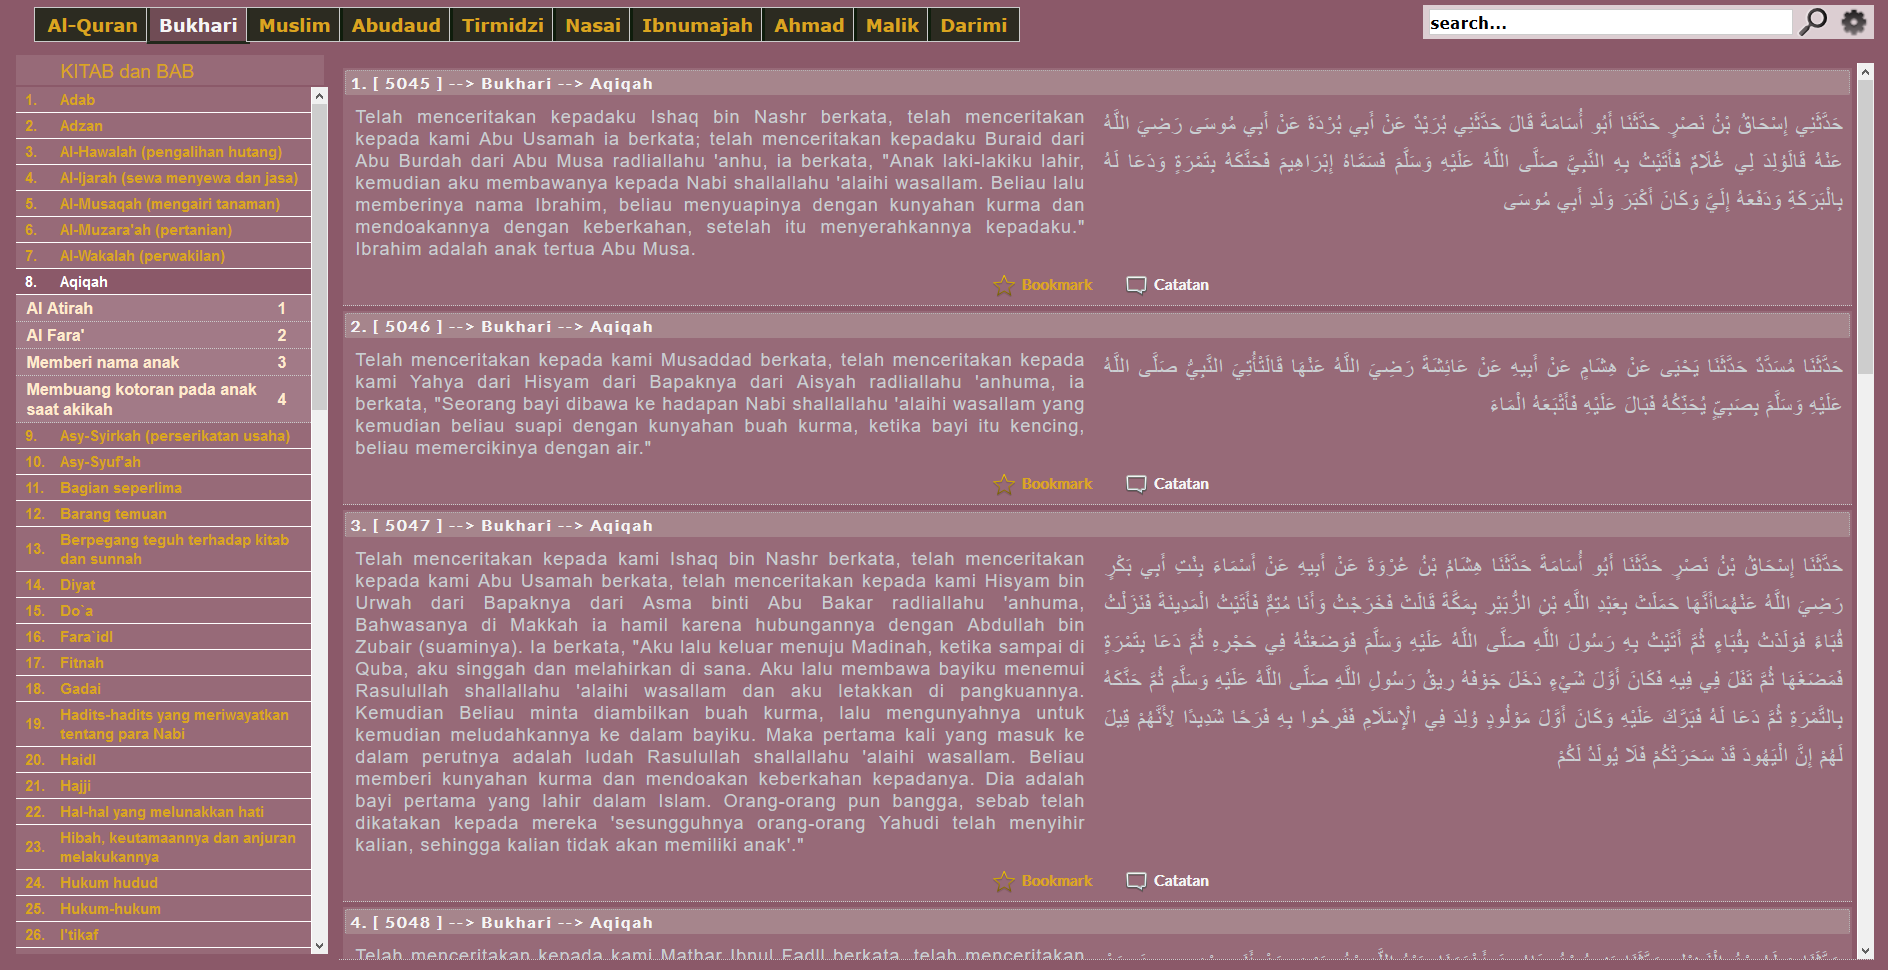 Al-Quran Bukhari Muslim Abudaud Tirmidzi Nasai Ibnumajah Ahmad Malik Darimi
search...
KITAB dan BAB
1. Adab
2. Adzan
3. Al-Hawalah (pengalihan hutang)
4. Al-Ijarah (sewa menyewa dan jasa)
5. Al-Musaqah (mengairi tanaman)
6. Al-Muzara'ah (pertanian)
7. Al-Wakalah (perwakilan)
8. Aqiqah
Al Atirah 1
Al Fara' 2
Memberi nama anak 3
Membuang kotoran pada anak
saat akikah 4
9. Asy-Syirkah (perserikatan usaha)
10. Asy-Syuf'ah
11. Bagian seperlima
12. Barang temuan
13. Berpegang teguh terhadap kitab
dan sunnah
14. Diyat
15. Do`a
16. Fara`idl
17. Fitnah
18. Gadai
19. Hadits-hadits yang meriwayatkan
tentang para Nabi
20. Haidl
21. Hajji
22. Hal-hal yang melunakkan hati
23. Hibah, keutamaannya dan anjuran
melakukannya
24. Hukum hudud
25. Hukum-hukum
26. I'tikaf
1. [ 5045 ] --> Bukhari --> Aqiqah
Telah menceritakan kepadaku Ishaq bin Nashr berkata, telah menceritakan
kepada kami Abu Usamah ia berkata; telah menceritakan kepadaku Buraid dari
Abu Burdah dari Abu Musa radliallahu 'anhu, ia berkata, "Anak laki-lakiku lahir,
kemudian aku membawanya kepada Nabi shallallahu 'alaihi wasallam. Beliau lalu
memberinya nama Ibrahim, beliau menyuapinya dengan kunyahan kurma dan
mendoakannya dengan keberkahan, setelah itu menyerahkannya kepadaku."
Ibrahim adalah anak tertua Abu Musa.
حَدَّثَنِي إِسْحَاقُ بْنُ نَصْرٍ حَدَّثَنَا أَبُو أُسَامَةَ قَالَ حَدَّثَنِي بُرَيْدٌ عَنْ أَبِي بُرْدَةَ عَنْ أَبِي مُوسَى رَضِيَ اللَّهُ
عَنْهُ قَالَوُلِدَ لِي غُلَامٌ فَأَتَيْتُ بِهِ النَّبِيَّ صَلَّى اللَّهُ عَلَيْهِ وَسَلَّمَ فَسَمَّاهُ إِبْرَاهِيمَ فَحَنَّكَهُ بِتَمْرَةٍ وَدَعَا لَهُ
بِالْبَرَكَةِ وَدَفَعَهُ إِلَيَّ وَكَانَ أَكْبَرَ وَلَدِ أَبِي مُوسَى
Bookmark Catatan
2. [ 5046 ] --> Bukhari --> Aqiqah
Telah menceritakan kepada kami Musaddad berkata, telah menceritakan kepada
kami Yahya dari Hisyam dari Bapaknya dari Aisyah radliallahu 'anhuma, ia
berkata, "Seorang bayi dibawa ke hadapan Nabi shallallahu 'alaihi wasallam yang
kemudian beliau suapi dengan kunyahan buah kurma, ketika bayi itu kencing,
beliau memercikinya dengan air."
حَدَّثَنَا مُسَدَّدٌ حَدَّثَنَا يَحْيَى عَنْ هِشَامٍ عَنْ أَبِيهِ عَنْ عَائِشَةَ رَضِيَ اللَّهُ عَنْهَا قَالَتْأُتِيَ النَّبِيُّ صَلَّى اللَّهُ
عَلَيْهِ وَسَلَّمَ بِصَبِيٍّ يُحَنِّكُهُ فَبَالَ عَلَيْهِ فَأَتْبَعَهُ الْمَاءَ
Bookmark Catatan
3. [ 5047 ] --> Bukhari --> Aqiqah
Telah menceritakan kepada kami Ishaq bin Nashr berkata, telah menceritakan
kepada kami Abu Usamah berkata, telah menceritakan kepada kami Hisyam bin
Urwah dari Bapaknya dari Asma binti Abu Bakar radliallahu 'anhuma,
Bahwasanya di Makkah ia hamil karena hubungannya dengan Abdullah bin
Zubair (suaminya). Ia berkata, "Aku lalu keluar menuju Madinah, ketika sampai di
Quba, aku singgah dan melahirkan di sana. Aku lalu membawa bayiku menemui
Rasulullah shallallahu 'alaihi wasallam dan aku letakkan di pangkuannya.
Kemudian Beliau minta diambilkan buah kurma, lalu mengunyahnya untuk
kemudian meludahkannya ke dalam bayiku. Maka pertama kali yang masuk ke
dalam perutnya adalah ludah Rasulullah shallallahu 'alaihi wasallam. Beliau
memberi kunyahan kurma dan mendoakan keberkahan kepadanya. Dia adalah
bayi pertama yang lahir dalam Islam. Orang-orang pun bangga, sebab telah
dikatakan kepada mereka 'sesungguhnya orang-orang Yahudi telah menyihir
kalian, sehingga kalian tidak akan memiliki anak'."
حَدَّثَنَا إِسْحَاقُ بْنُ نَصْرٍ حَدَّثَنَا أَبُو أُسَامَةَ حَدَّثَنَا هِشَامُ بْنُ عُرْوَةَ عَنْ أَبِيهِ عَنْ أَسْمَاءَ بِنْتِ أَبِي بَكْرٍ
رَضِيَ اللَّهُ عَنْهُمَاأَنَّهَا حَمَلَتْ بِعَبْدِ اللَّهِ بْنِ الزُّبَيْرِ بِمَكَّةَ قَالَتْ فَخَرَجْتُ وَأَنَا مُتِمٌّ فَأَتَيْتُ الْمَدِينَةَ فَنَزَلْتُ
قُبَاءً فَوَلَدْتُ بِقُبَاءٍ ثُمَّ أَتَيْتُ بِهِ رَسُولَ اللَّهِ صَلَّى اللَّهُ عَلَيْهِ وَسَلَّمَ فَوَضَعْتُهُ فِي حَجْرِهِ ثُمَّ دَعَا بِتَمْرَةٍ
فَمَضَغَهَا ثُمَّ تَفَلَ فِي فِيهِ فَكَانَ أَوَّلَ شَيْءٍ دَخَلَ جَوْفَهُ رِيقُ رَسُولِ اللَّهِ صَلَّى اللَّهُ عَلَيْهِ وَسَلَّمَ ثُمَّ حَنَّكَهُ
بِالتَّمْرَةِ ثُمَّ دَعَا لَهُ فَبَرَّكَ عَلَيْهِ وَكَانَ أَوَّلَ مَوْلُودٍ وُلِدَ فِي الْإِسْلَامِ فَفَرِحُوا بِهِ فَرَحًا شَدِيدًا لِأَنَّهُمْ قِيلَ
لَهُمْ إِنَّ الْيَهُودَ قَدْ سَحَرَتْكُمْ فَلَا يُولَدُ لَكُمْ
Bookmark Catatan
4. [ 5048 ] --> Bukhari --> Aqiqah
Telah menceritakan kepada kami Mathar Ibnul Fadll berkata, telah menceritakan